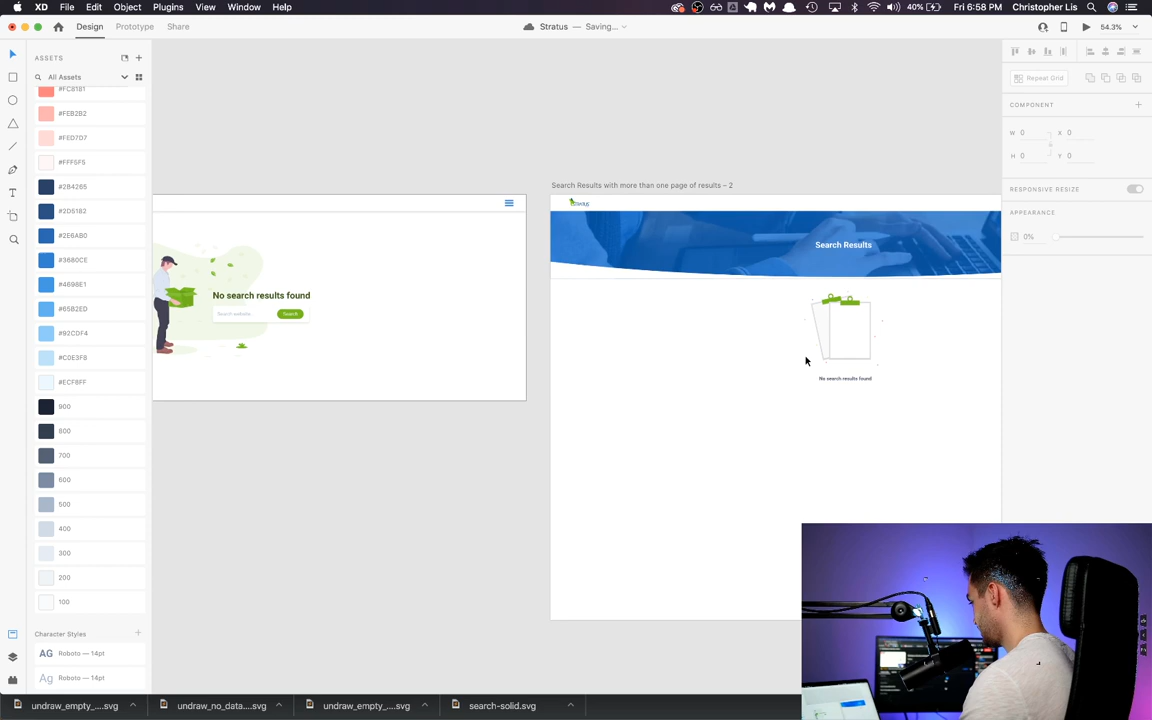 XD File Edit Object Plugins View Window Help
40% Fri 6:58 PM Christopher Lis
Design Prototype Share
Stratus — Saving...
54.3%
ASSETS
All Assets
#FC8181
#FEB2B2
#FED7D7
#FFF5F5
#2B4265
#2D5182
#2E6AB0
#3680CE
#4698E1
#65B2ED
#92CDF4
#C0E3F8
#ECF8FF
900
800
700
600
500
400
300
200
100
Character Styles
AG Roboto — 14pt
Ag Roboto — 14pt
No search results found
Search website
Search
Search Results with more than one page of results – 2
Stratus
Search Results
No search results found
Repeat Grid
COMPONENT
W 0 X 0
H 0 Y 0
RESPONSIVE RESIZE
APPEARANCE
0%
undraw_empty_....svg
undraw_no_data....svg
undraw_empty_....svg
search-solid.svg